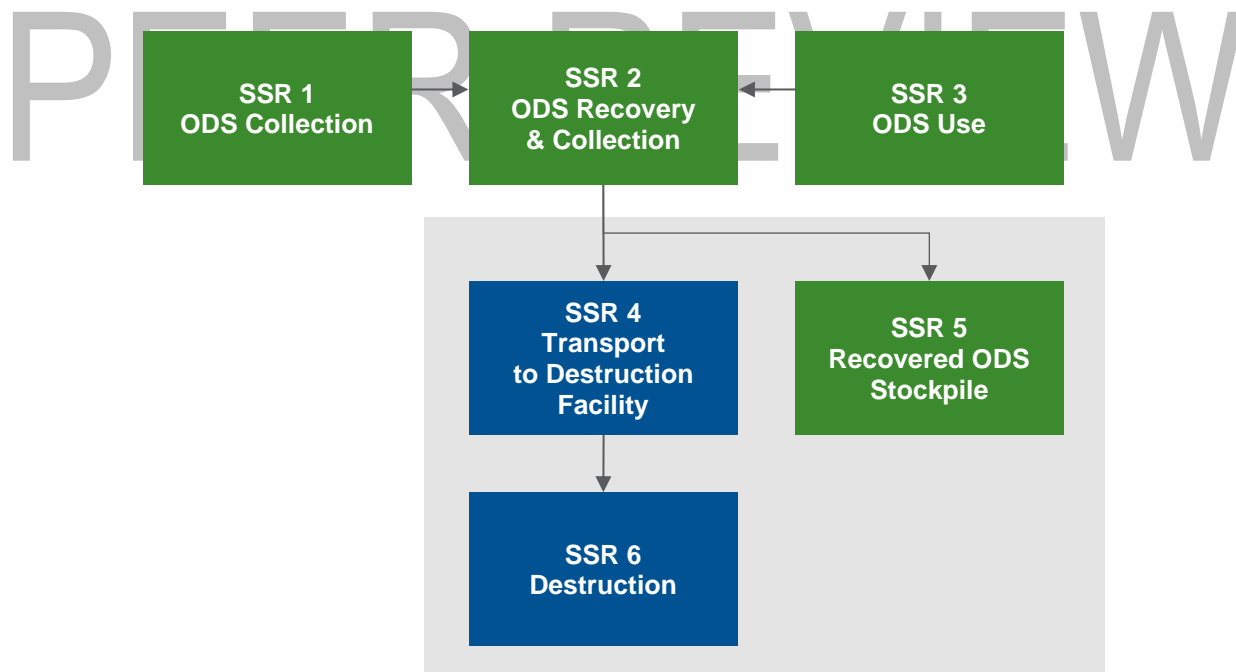 PEER REVIEW
SSR 1
ODS Collection
SSR 2
ODS Recovery
& Collection
SSR 3
ODS Use
SSR 4
Transport
to Destruction
Facility
SSR 5
Recovered ODS
Stockpile
SSR 6
Destruction